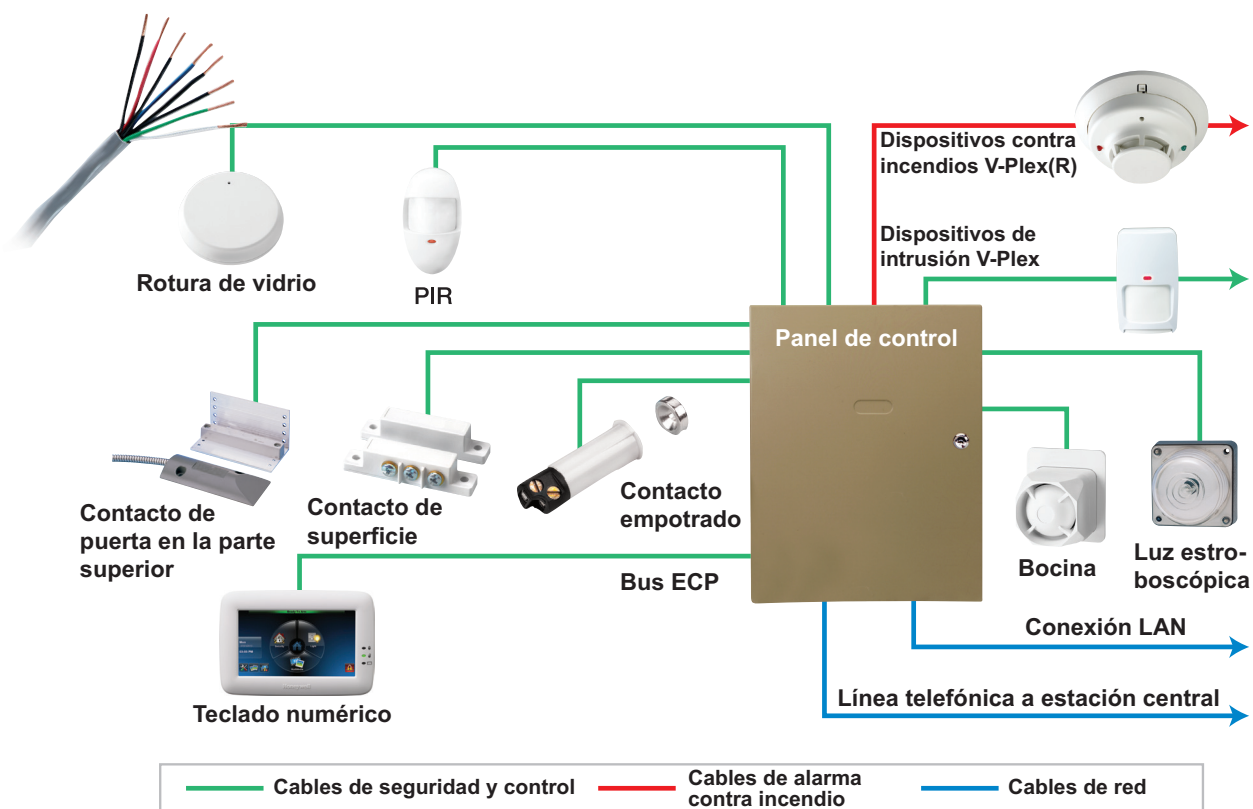 Dispositivos contra
incendios V-Plex(R)
Dispositivos de
intrusión V-Plex
Rotura de vidrio
PIR
Panel de control
Contacto de
puerta en la parte
superior
Contacto de
superficie
Contacto
empotrado
Bocina
Luz estro-
boscópica
Bus ECP
Teclado numérico
Conexión LAN
Línea telefónica a estación central
Cables de seguridad y control
Cables de alarma
contra incendio
Cables de red